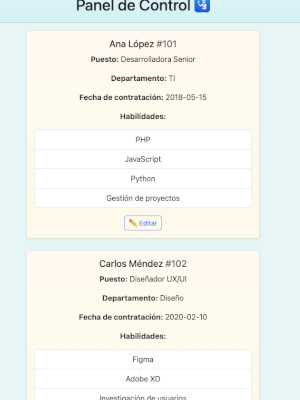 Panel de Control 🛂
Ana López #101
Puesto: Desarrolladora Senior
Departamento: TI
Fecha de contratación: 2018-05-15
Habilidades:
PHP
JavaScript
Python
Gestión de proyectos
✏️ Editar
Carlos Méndez #102
Puesto: Diseñador UX/UI
Departamento: Diseño
Fecha de contratación: 2020-02-10
Habilidades:
Figma
Adobe XD
Investigación de usuarios